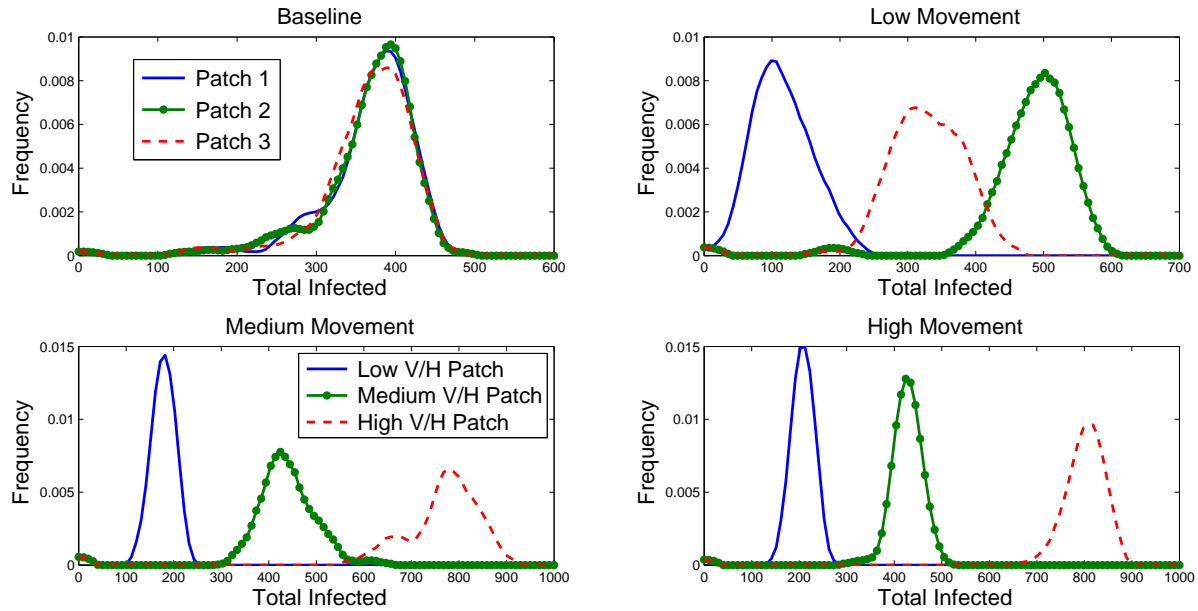 Baseline
0.01
0.008
0.006
0.004
0.002
0
Frequency
Patch 1
Patch 2
Patch 3
0 100 200 300 400 500 600
Total Infected
Low Movement
0.01
0.008
0.006
0.004
0.002
0
Frequency
0 100 200 300 400 500 600 700
Total Infected
Medium Movement
0.015
0.01
0.005
0
Frequency
Low V/H Patch
Medium V/H Patch
High V/H Patch
0 100 200 300 400 500 600 700 800 900 1000
Total Infected
High Movement
0.015
0.01
0.005
0
Frequency
0 100 200 300 400 500 600 700 800 900 1000
Total Infected